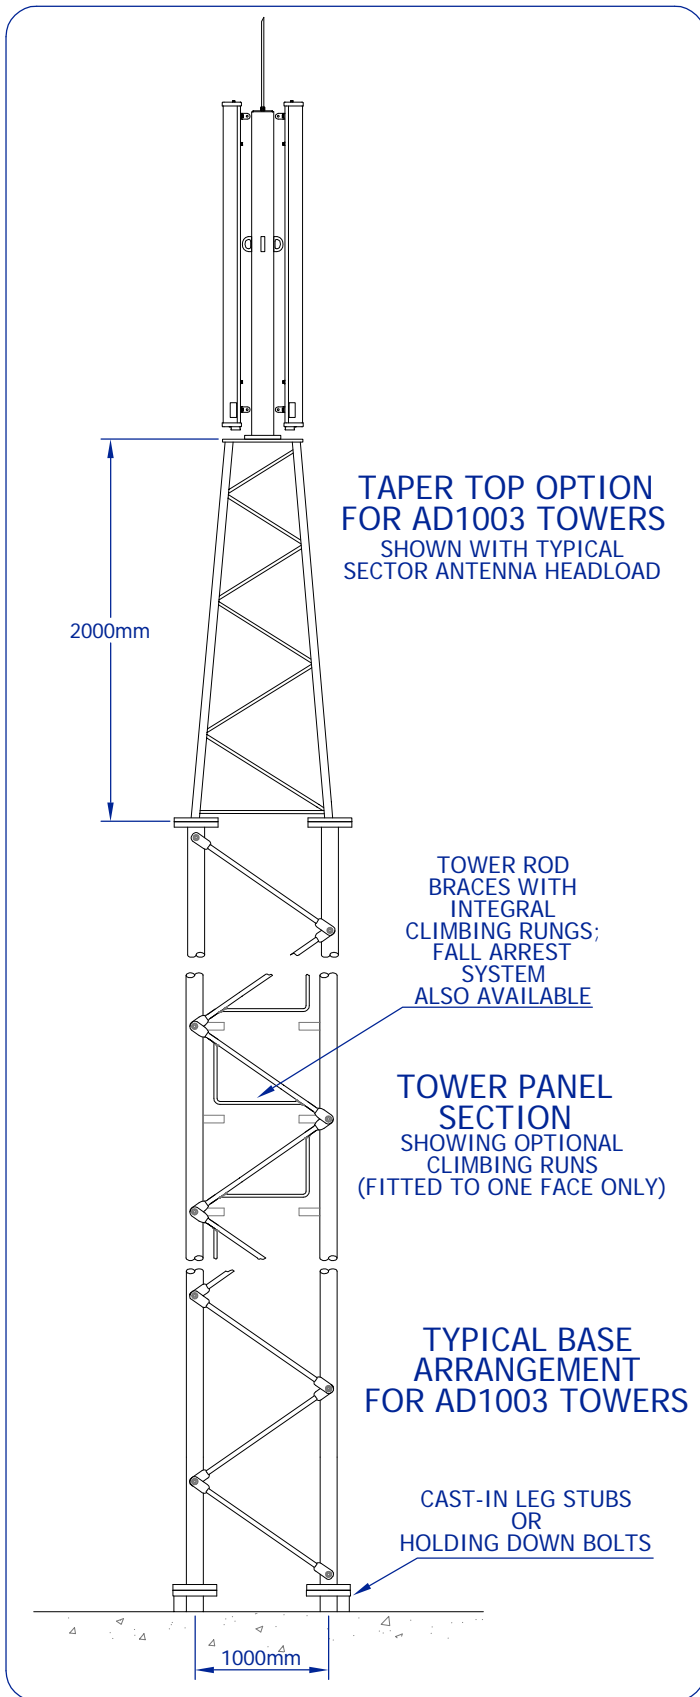 TAPER TOP OPTION
FOR AD1003 TOWERS
SHOWN WITH TYPICAL
SECTOR ANTENNA HEADLOAD
2000mm
TOWER ROD
BRACES WITH
INTEGRAL
CLIMBING RUNGS;
FALL ARREST
SYSTEM
ALSO AVAILABLE
TOWER PANEL
SECTION
SHOWING OPTIONAL
CLIMBING RUNS
(FITTED TO ONE FACE ONLY)
TYPICAL BASE
ARRANGEMENT
FOR AD1003 TOWERS
CAST-IN LEG STUBS
OR
HOLDING DOWN BOLTS
1000mm